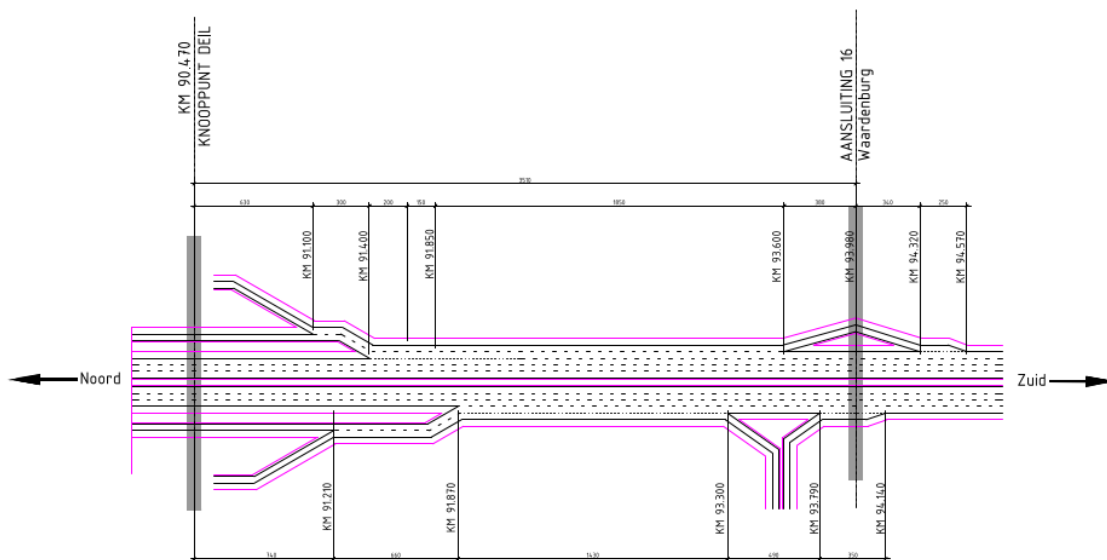 KM 90.470
KNOOPPUNT DEIL
AANSLUITING 16
Waardenburg
3510
630
300
200
150
1850
380
340
250
KM 91.100
KM 91.400
KM 91.850
KM 93.600
KM 93.980
KM 94.320
KM 94.570
Noord
Zuid
KM 91.210
KM 91.870
KM 93.300
KM 93.790
KM 94.140
740
660
1430
490
350